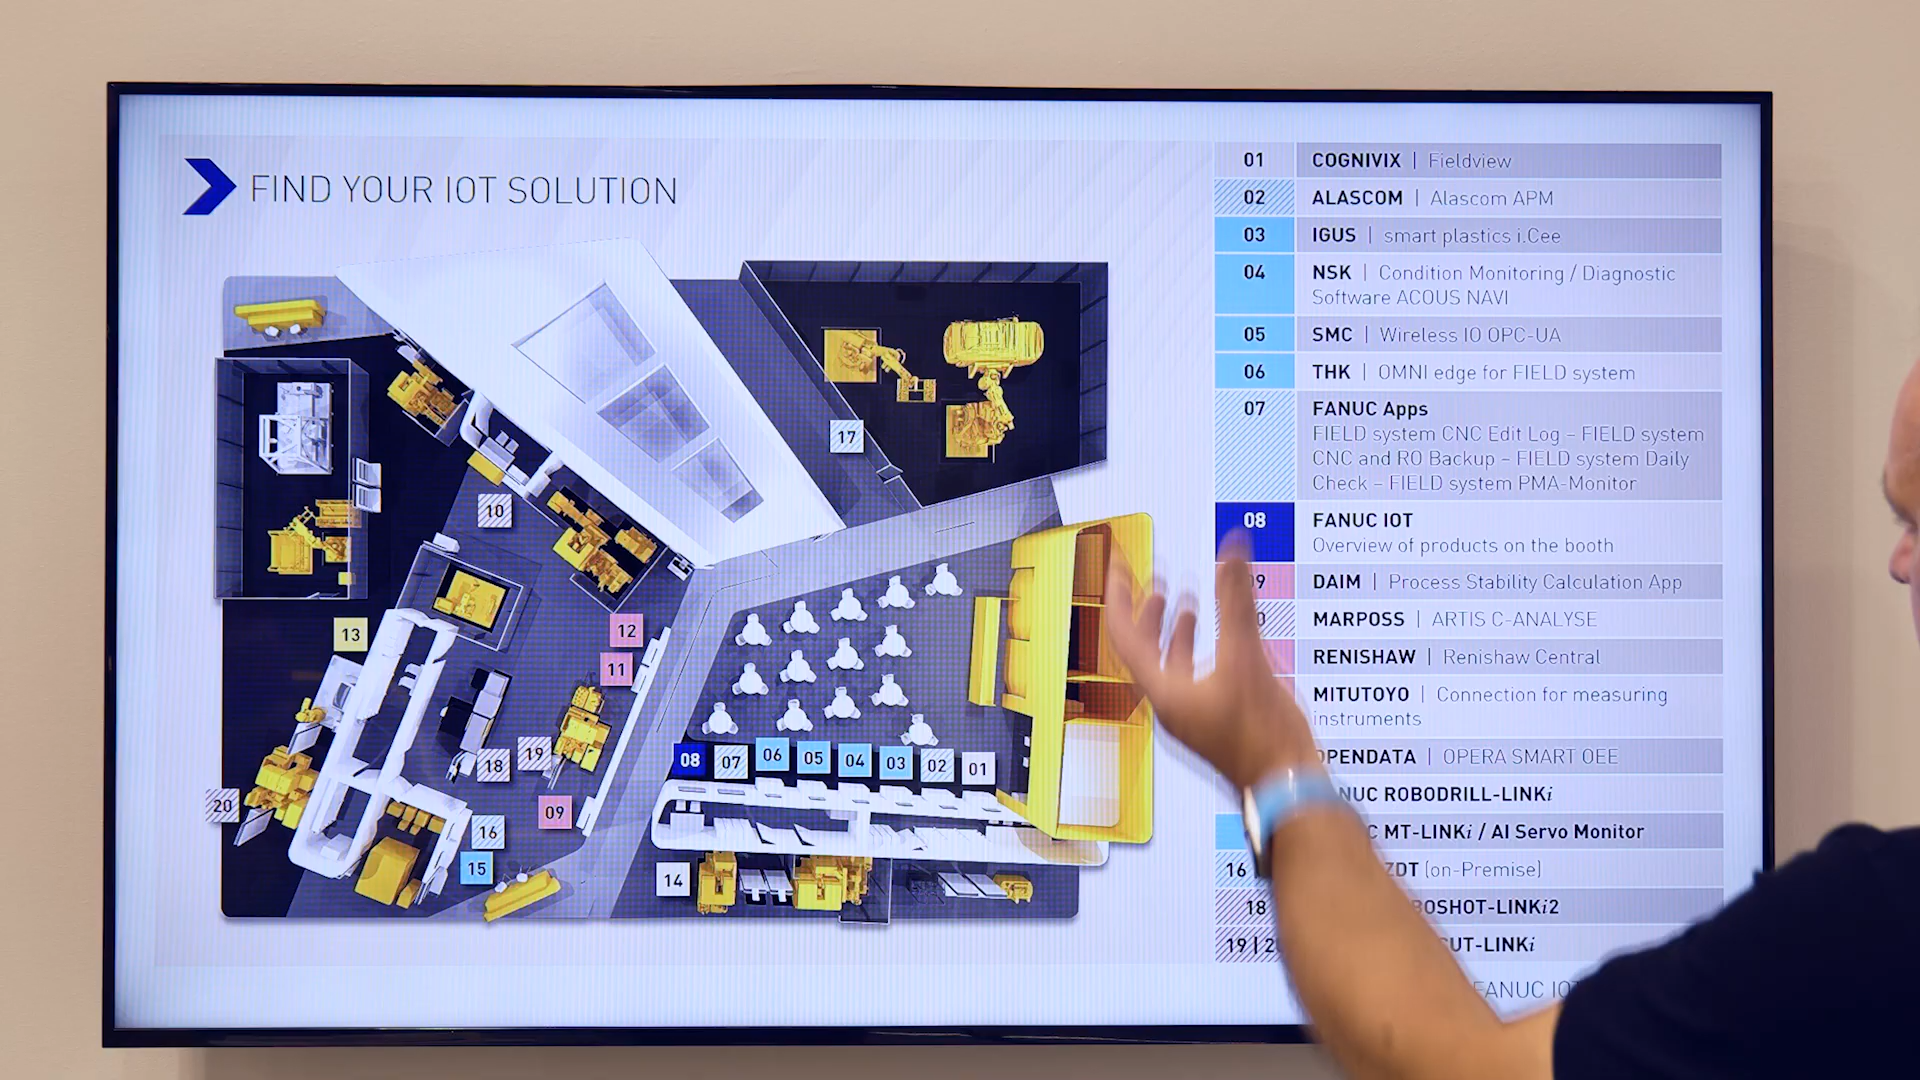 FIND YOUR IOT SOLUTION
01 COGNIVIX | Fieldview
02 ALASCOM | Alascom APM
03 IGUS | smart plastics i.Cee
04 NSK | Condition Monitoring / Diagnostic
Software ACOUS NAVI
05 SMC | Wireless IO OPC-UA
06 THK | OMNI edge for FIELD system
07 FANUC Apps
FIELD system CNC Edit Log – FIELD system
CNC and RO Backup – FIELD system Daily
Check – FIELD system PMA-Monitor
08 FANUC IOT
Overview of products on the booth
DAIM | Process Stability Calculation App
MARPOSS | ARTIS C-ANALYSE
RENISHAW | Renishaw Central
MITUTOYO | Connection for measuring
instruments
| OPERA SMART OEE
ROBODRILL-LINKi
MT-LINKi / AI Servo Monitor
16 (on-Premise)
18
19 |
FANUC
17
10
12
11
13
19
18
20
09
16
15
08 07 06 05 04 03 02 01
14